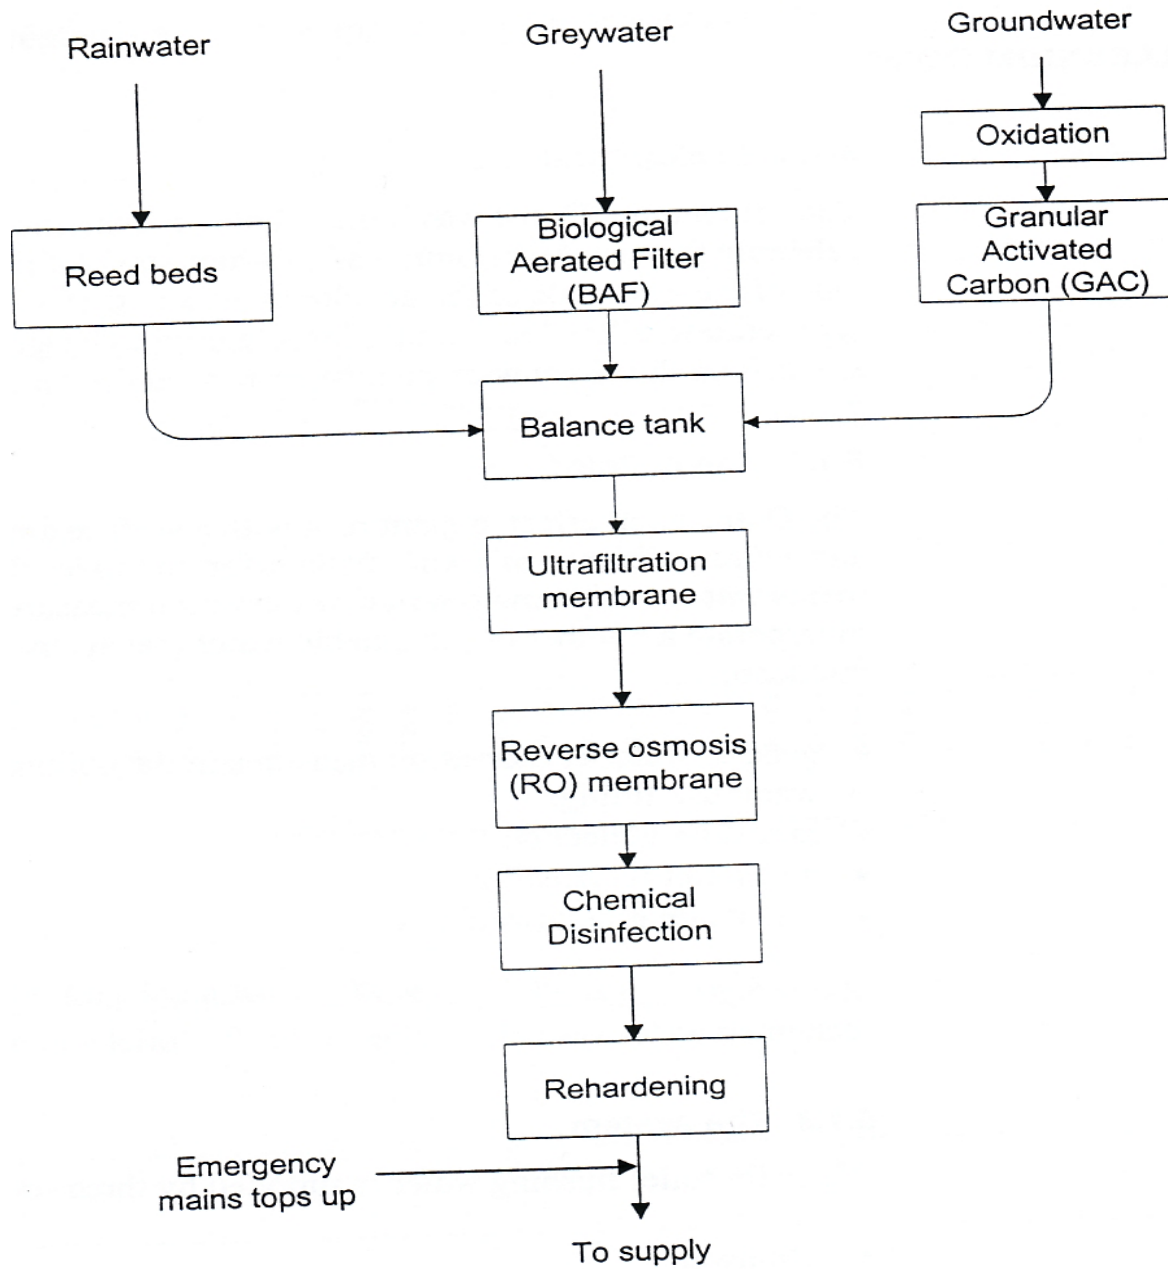 Rainwater
Greywater
Groundwater
Oxidation
Reed beds
Biological
Aerated Filter
(BAF)
Granular
Activated
Carbon (GAC)
Balance tank
Ultrafiltration
membrane
Reverse osmosis
(RO) membrane
Chemical
Disinfection
Rehardening
Emergency
mains tops up
To supply